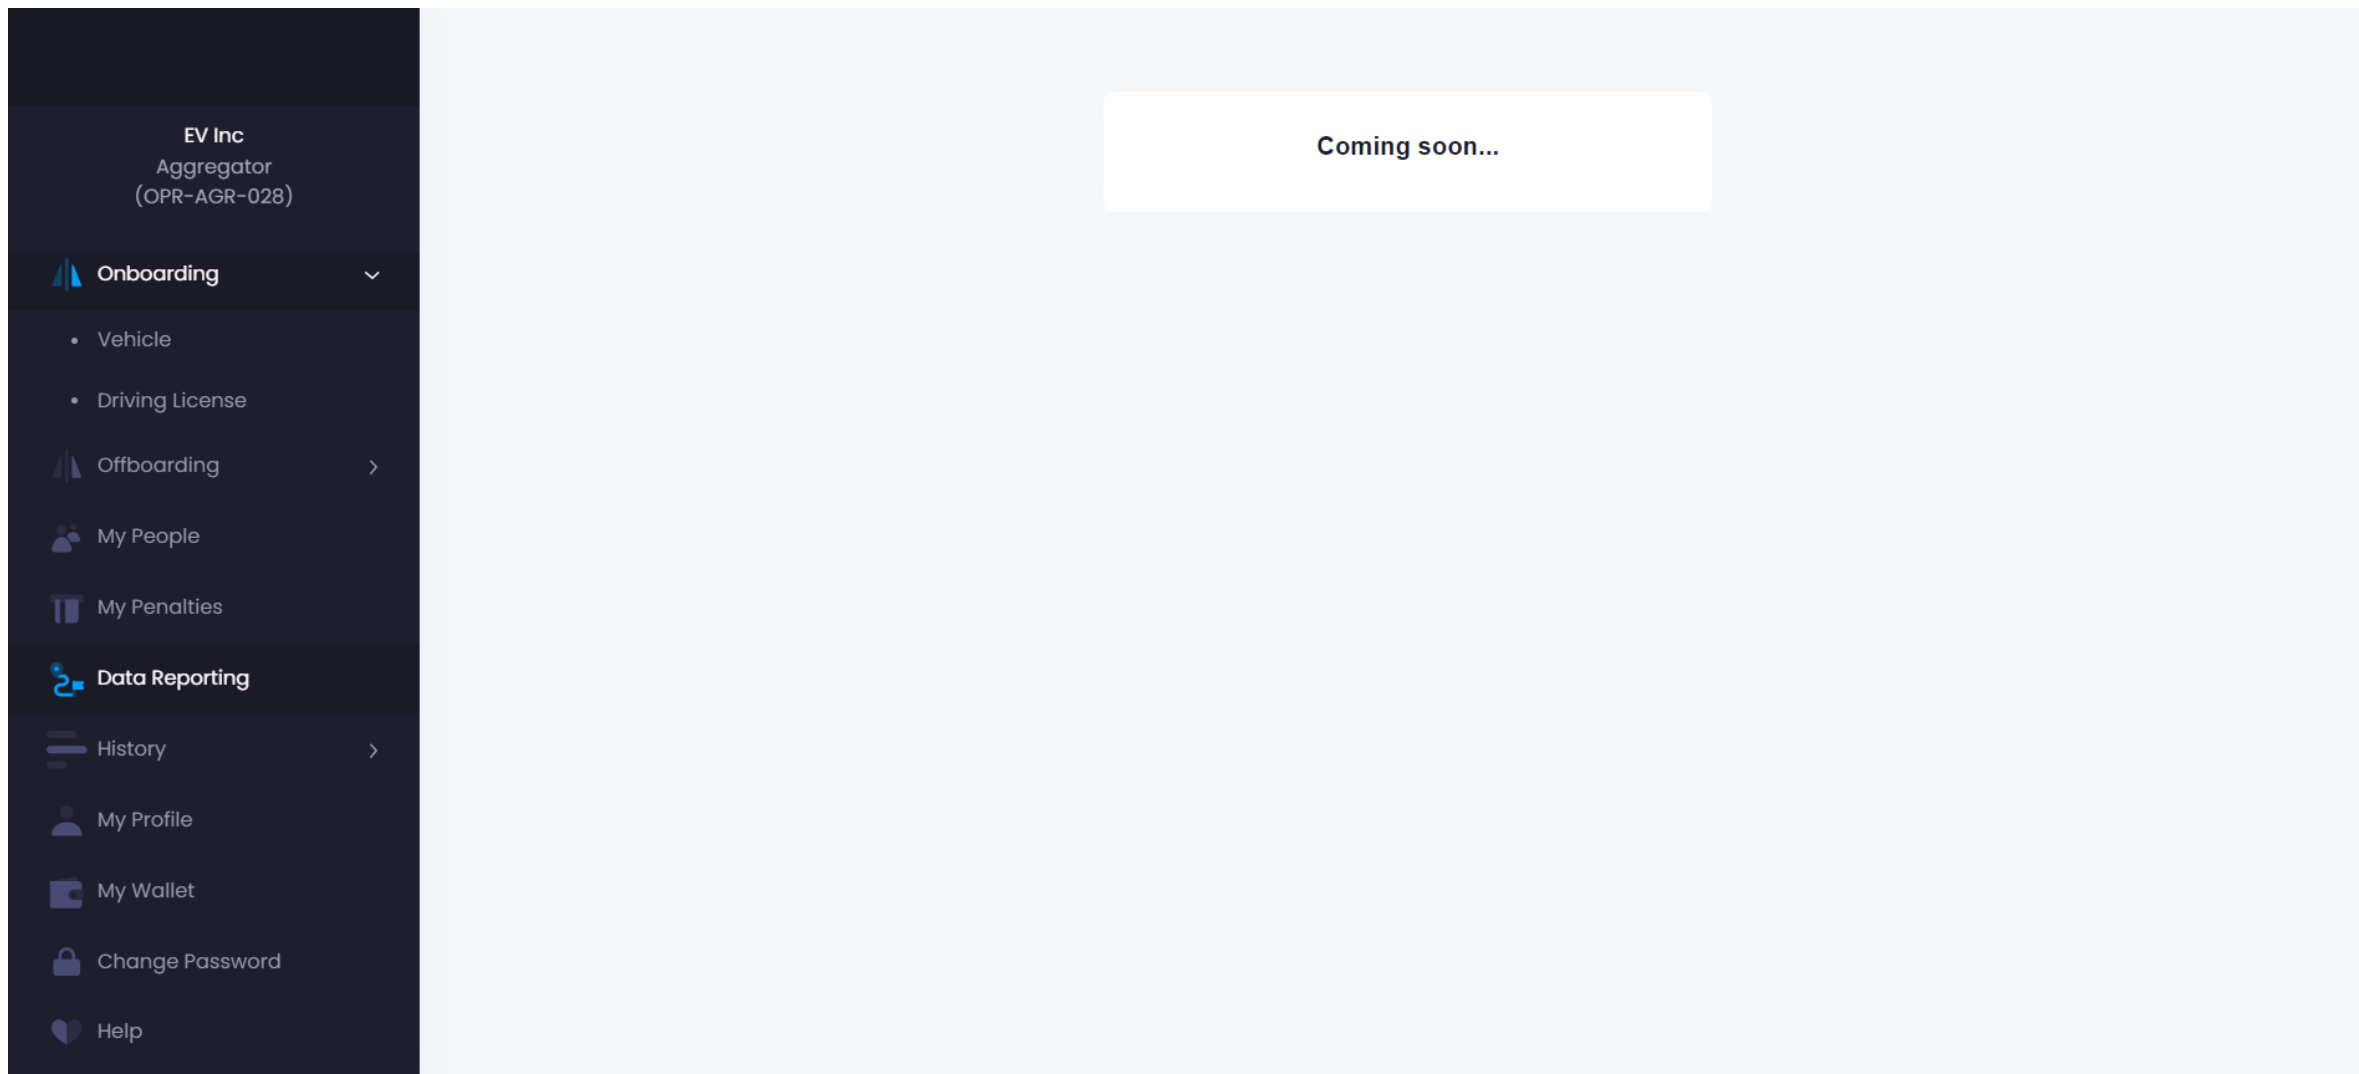 EV Inc
Aggregator
(OPR-AGR-028)
Onboarding
Vehicle
Driving License
Offboarding
My People
My Penalties
Data Reporting
History
My Profile
My Wallet
Change Password
Help
Coming soon...